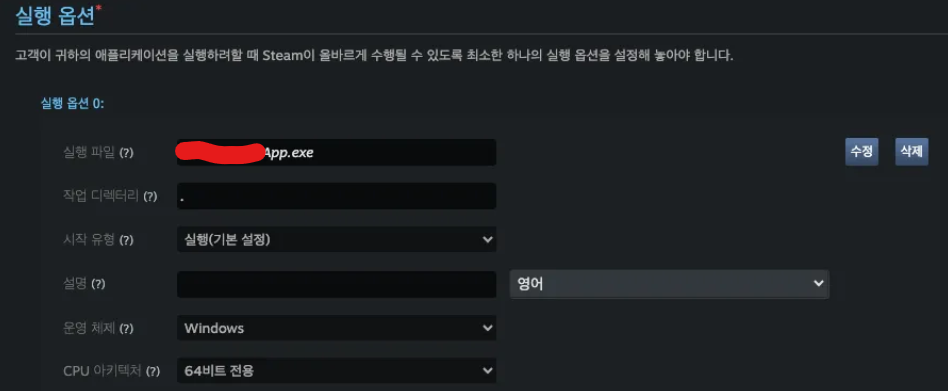 실행 옵션*
고객이 귀하의 애플리케이션을 실행하려할 때 Steam이 올바르게 수행될 수 있도록 최소한 하나의 실행 옵션을 설정해 놓아야 합니다.
실행 옵션 0:
실행 파일 (?) App.exe 수정 삭제
작업 디렉터리 (?) .
시작 유형 (?) 실행(기본 설정)
설명 (?) 영어
운영 체제 (?) Windows
CPU 아키텍처 (?) 64비트 전용